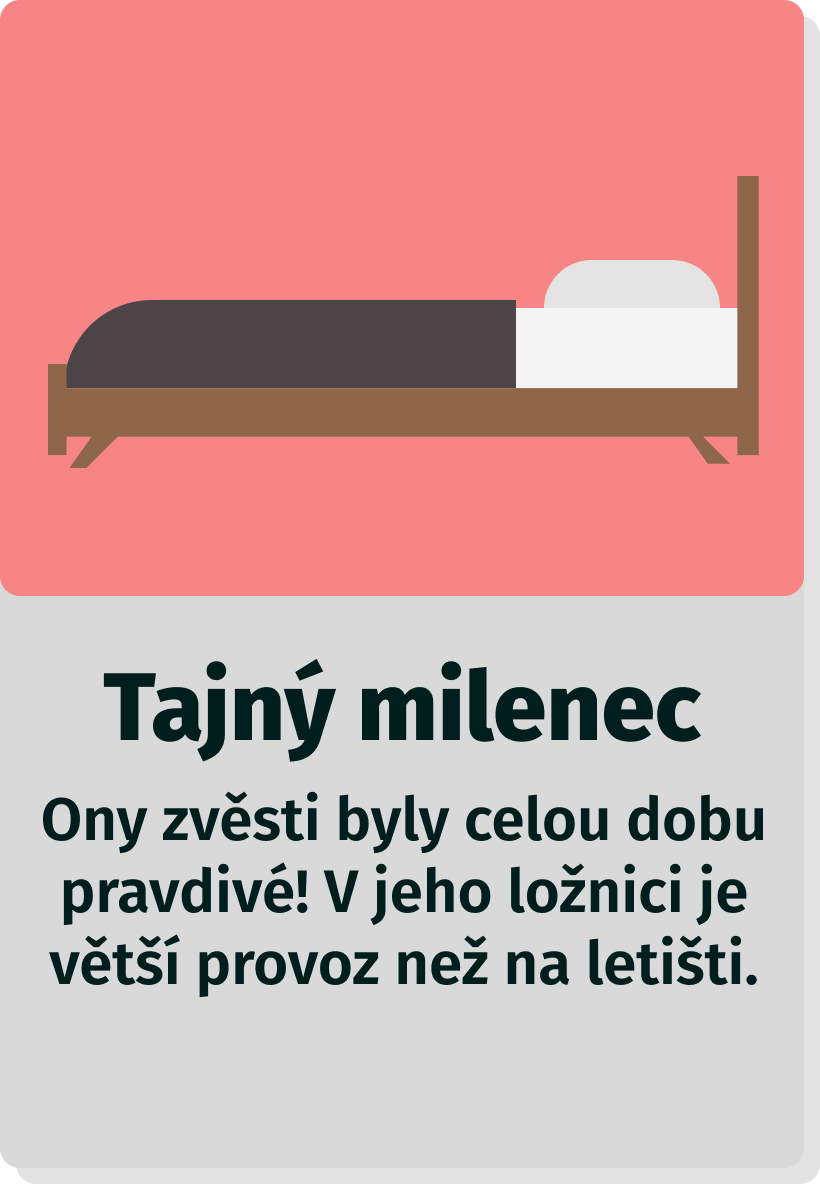 Tajný milenec
Ony zvěsti byly celou dobu
pravdivé! V jeho ložnici je
větší provoz než na letišti.